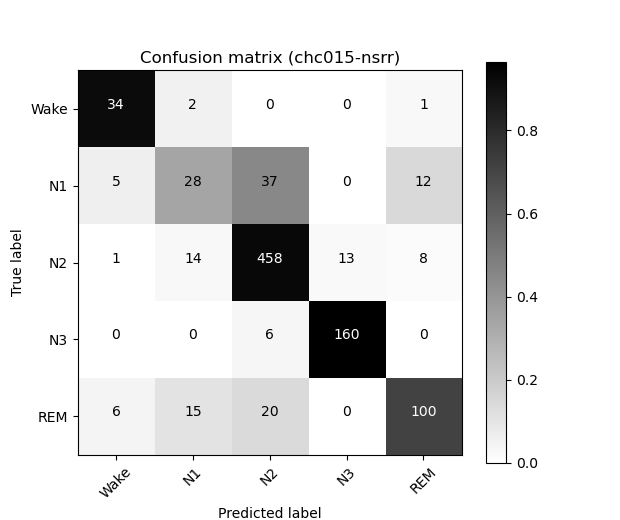 Confusion matrix (chc015-nsrr)
Wake 34 2 0 0 1
N1 5 28 37 0 12
N2 1 14 458 13 8
N3 0 0 6 160 0
REM 6 15 20 0 100
Wake N1 N2 N3 REM
Predicted label
True label
0.8
0.6
0.4
0.2
0.0